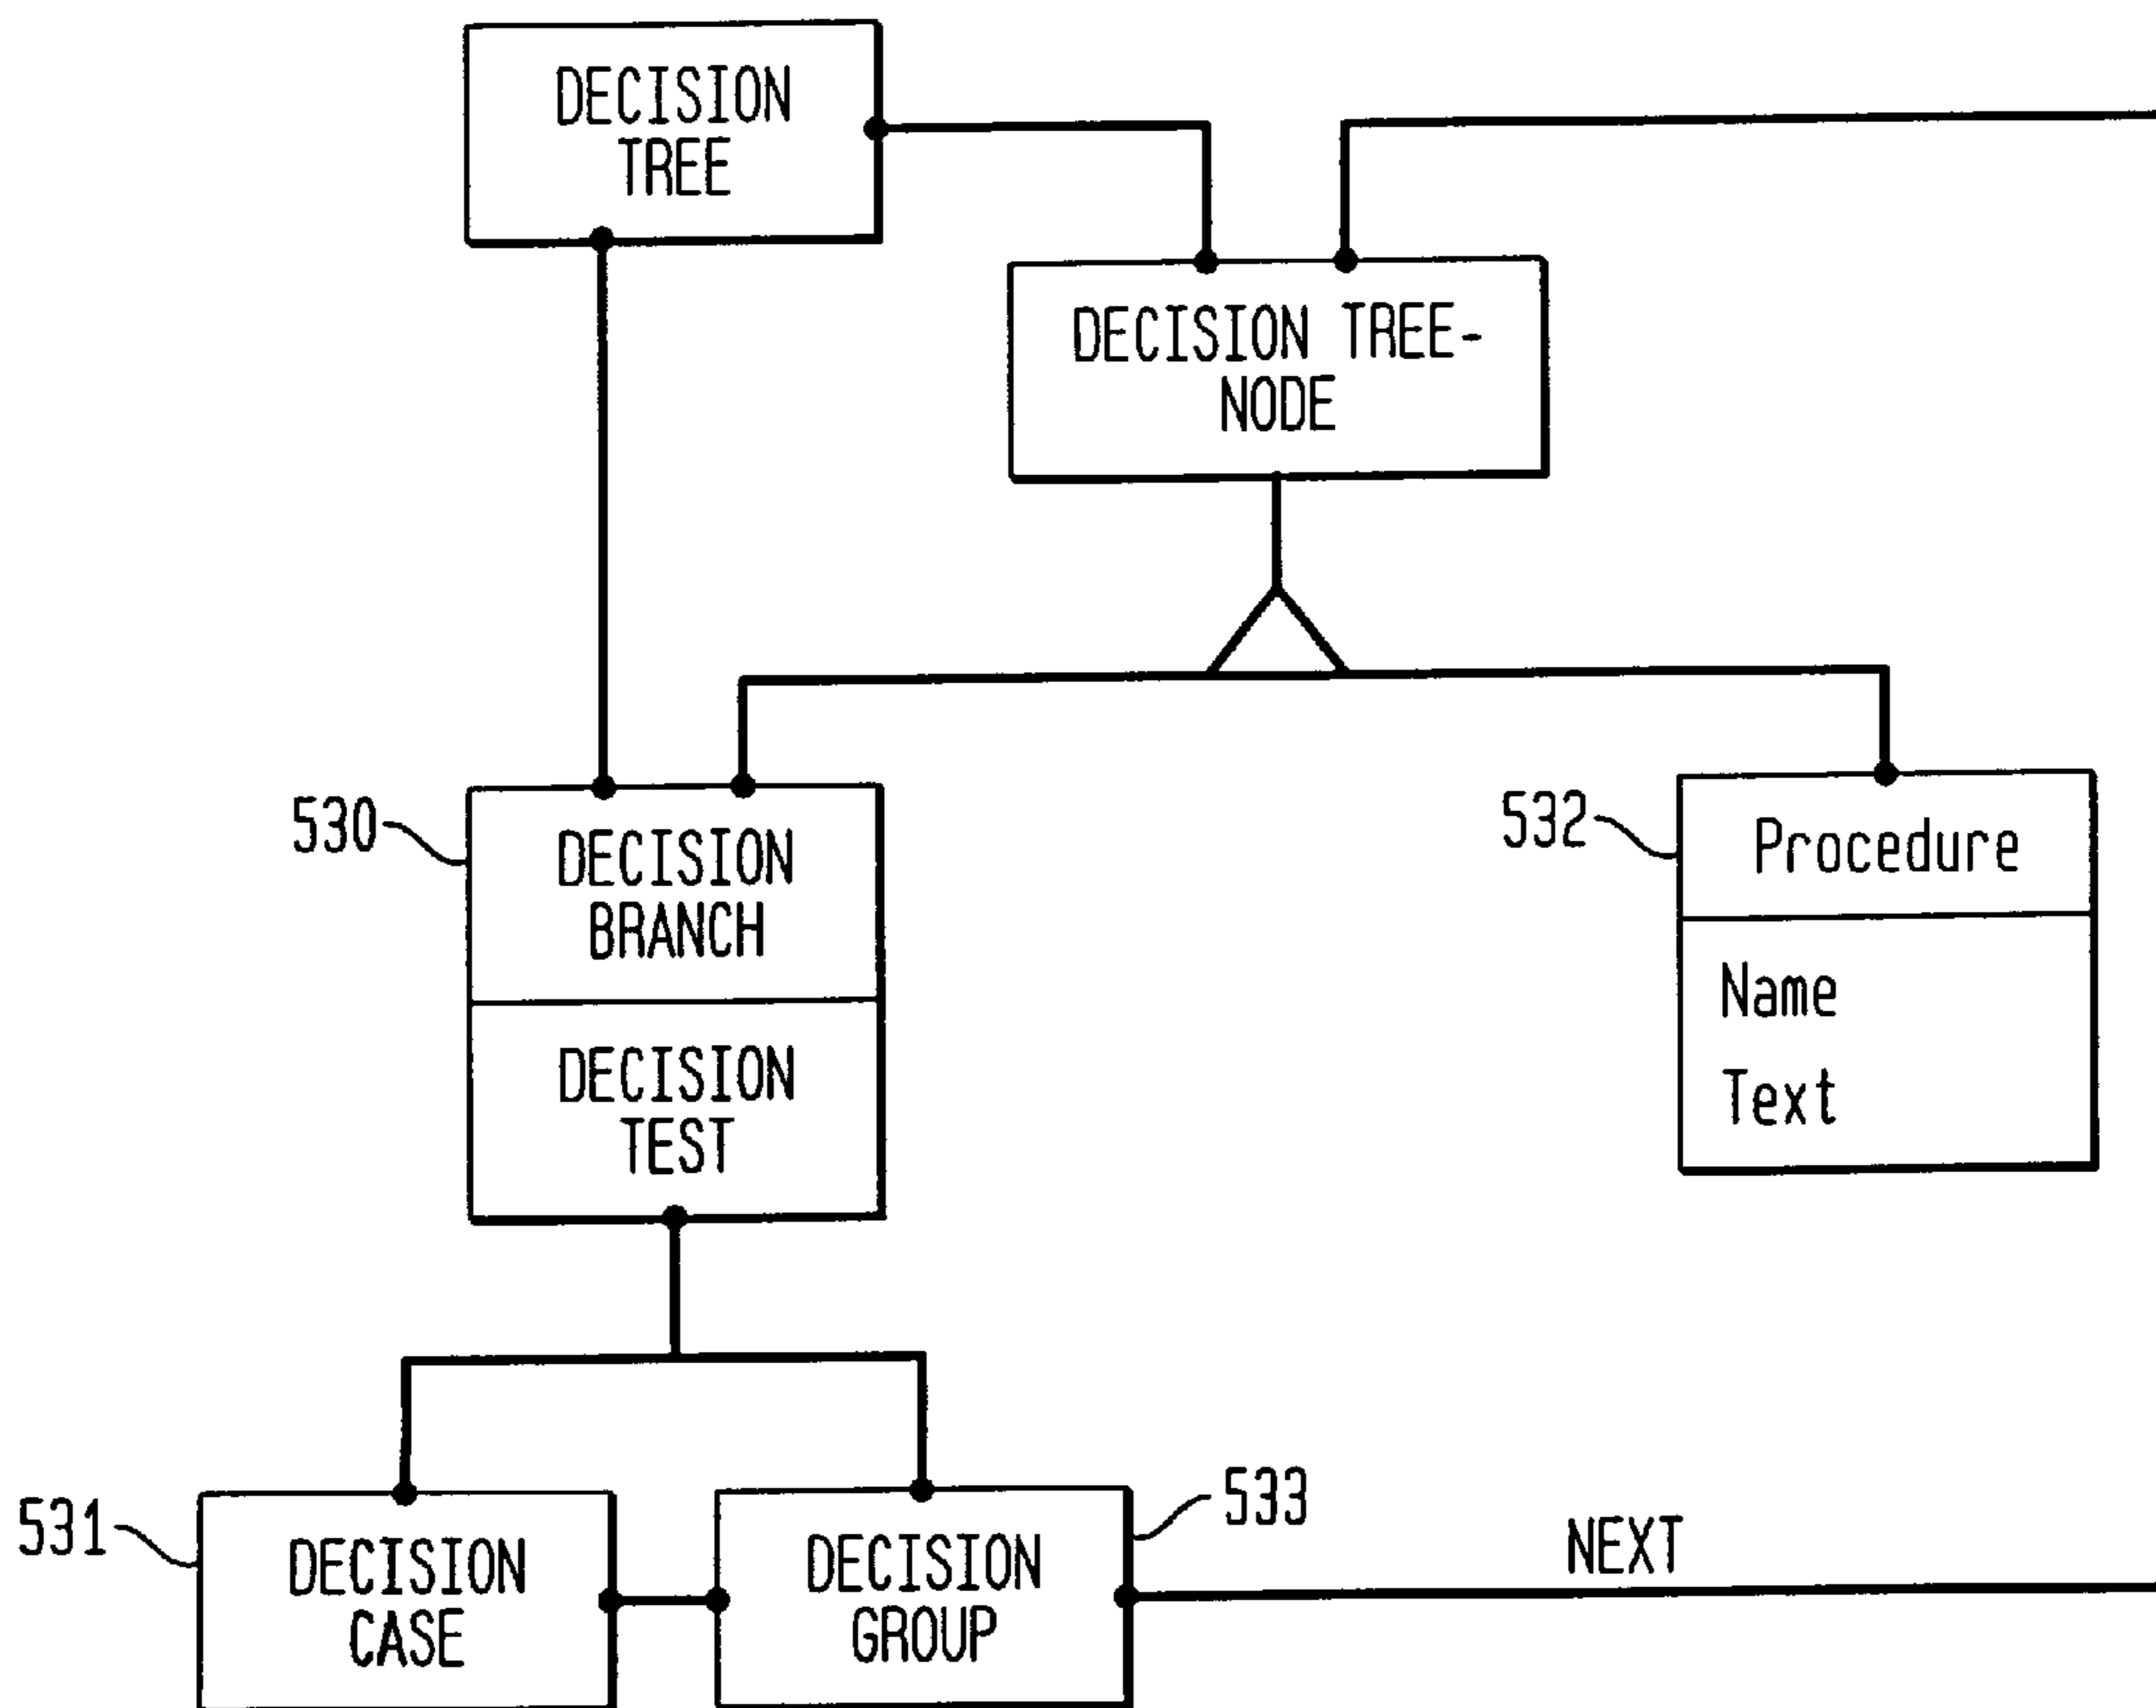 DECISION
TREE
DECISION TREE-
NODE
530
DECISION
BRANCH
DECISION
TEST
532
Procedure
Name
Text
531
DECISION
CASE
DECISION
GROUP
533
NEXT